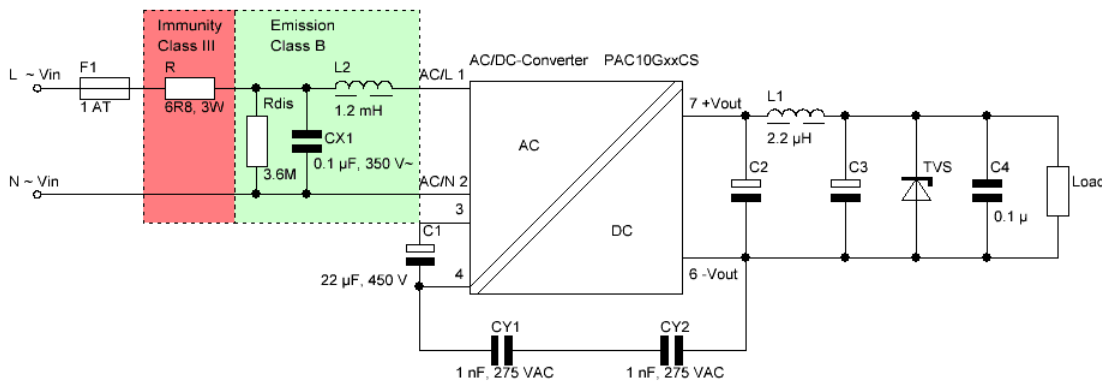 Immunity
Class III
Emission
Class B
AC/DC-Converter PAC10GxxCS
L ~ Vin
F1
1 AT
R
6R8, 3W
L2
1.2 mH
AC/L 1
7 +Vout
L1
2.2 µH
Rdis
3.6M
CX1
0.1 µF, 350 V~
AC
C2
C3
TVS
C4
0.1 µ
Load
N ~ Vin
AC/N 2
3
C1
22 µF, 450 V
4
DC
6 -Vout
CY1
1 nF, 275 VAC
CY2
1 nF, 275 VAC